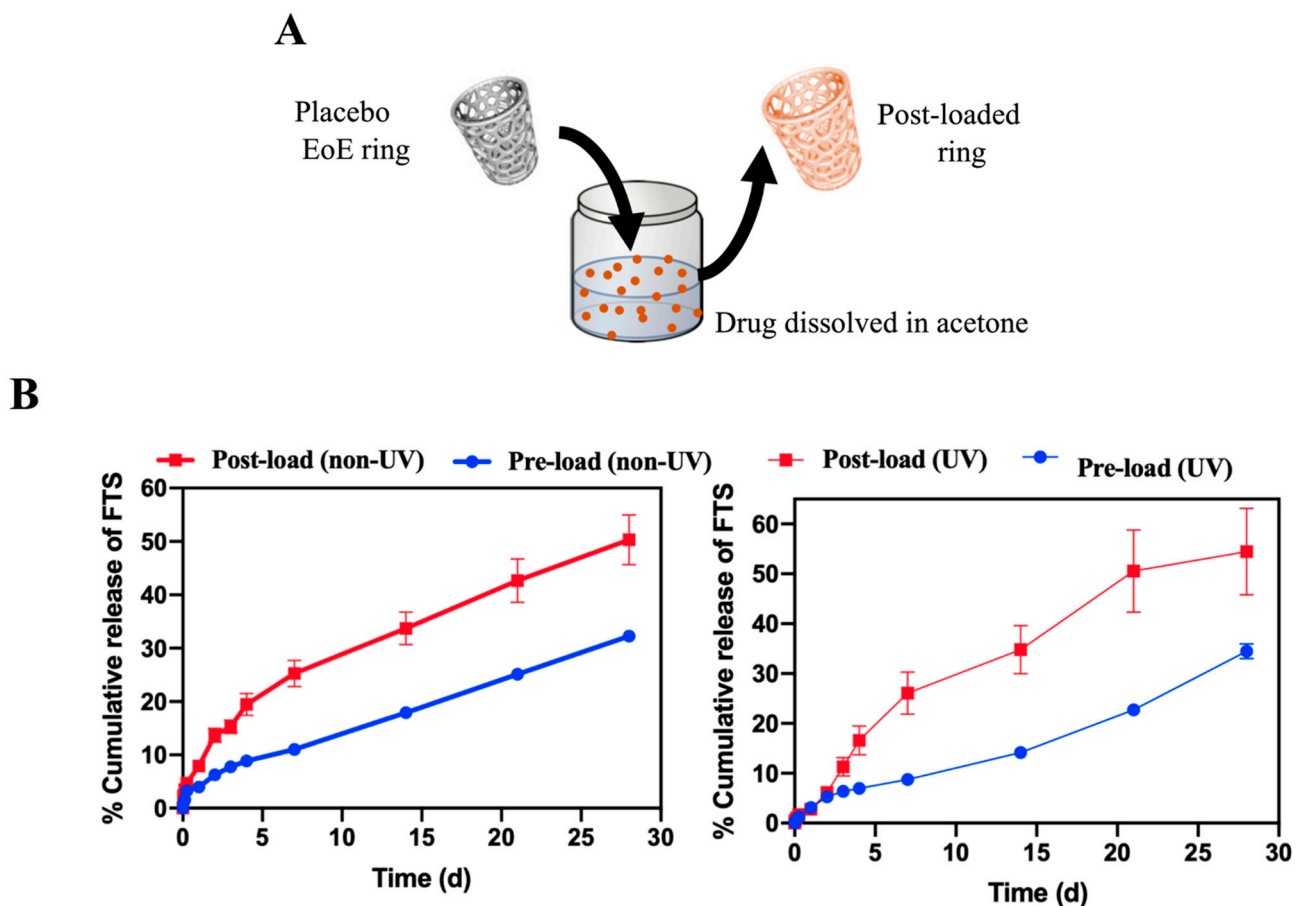 A
Placebo
EoE ring
Post-loaded
ring
Drug dissolved in acetone
B
Post-load (non-UV) Pre-load (non-UV)
% Cumulative release of FTS
60
50
40
30
20
10
0
0 5 10 15 20 25 30
Time (d)
Post-load (UV) Pre-load (UV)
% Cumulative release of FTS
60
50
40
30
20
10
0
0 5 10 15 20 25 30
Time (d)